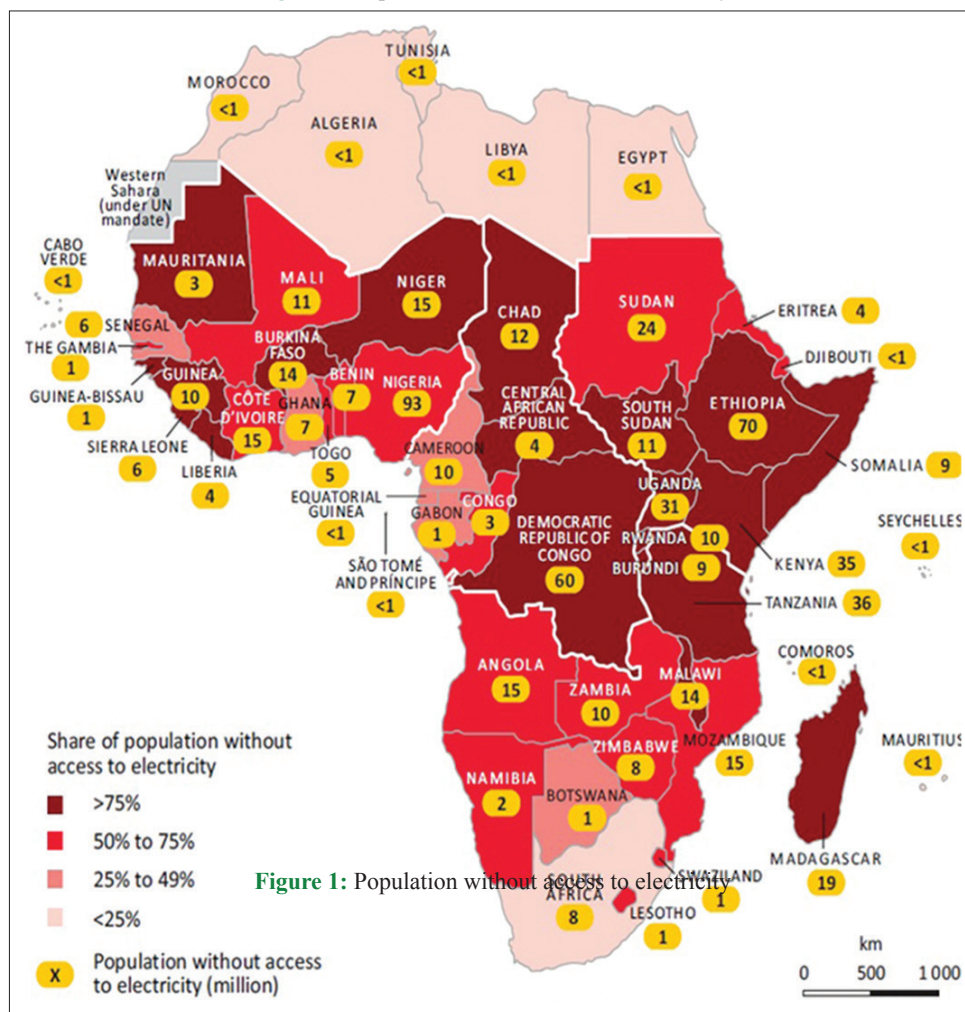 TUNISIA
<1
MOROCCO
<1
ALGERIA
<1
LIBYA
<1
EGYPT
<1
Western
Sahara
(under UN
mandate)
CABO
VERDE
<1
MAURITANIA
3
MALI
11
NIGER
15
CHAD
12
SUDAN
24
ERITREA 4
DJIBOUTI <1
6 SENEGAL
THE GAMBIA
1
GUINEA-BISSAU
1
GUINEA
10
SIERRA LEONE
6
LIBERIA
4
CÔTE
D'IVOIRE
15
BURKINA
FASO
14
GHANA
7
TOGO
5
BENIN
7
NIGERIA
93
CAMEROON
10
CENTRAL
AFRICAN
REPUBLIC
4
SOUTH
SUDAN
11
ETHIOPIA
70
SOMALIA 9
EQUATORIAL
GUINEA
<1
GABON
1
CONGO
3
SÃO TOMÉ
AND PRÍNCIPE
<1
DEMOCRATIC
REPUBLIC OF
CONGO
60
UGANDA
31
RWANDA 10
BURUNDI 9
KENYA 35
TANZANIA 36
SEYCHELLES
<1
COMOROS
<1
ANGOLA
15
ZAMBIA
10
MALAWI
14
MOZAMBIQUE
15
ZIMBABWE
8
MAURITIUS
<1
NAMIBIA
2
BOTSWANA
1
MADAGASCAR
19
SOUTH
AFRICA
8
SWAZILAND
1
LESOTHO
1
Share of population without
access to electricity
>75%
50% to 75%
25% to 49%
<25%
X Population without access
to electricity (million)
km
0 500 1 000
Figure 1: Population without access to electricity